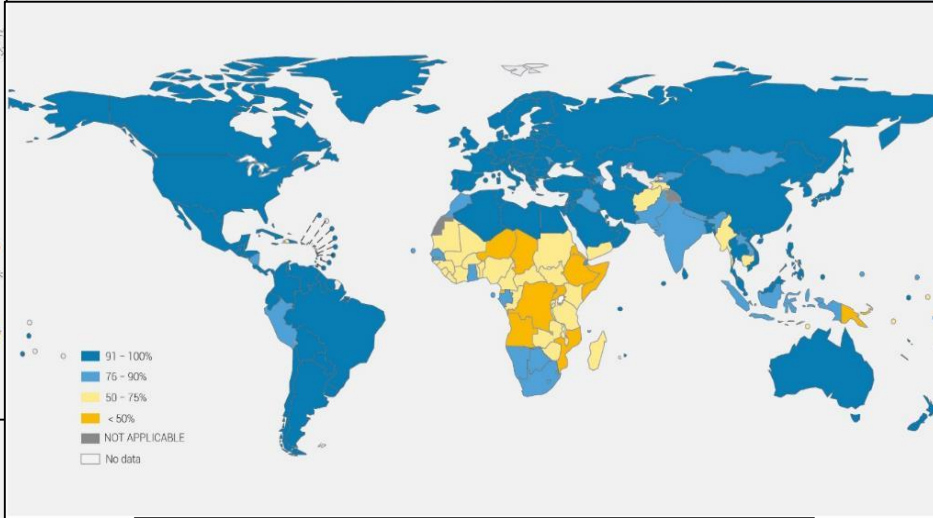 91 - 100%
76 - 90%
50 - 75%
< 50%
NOT APPLICABLE
No data